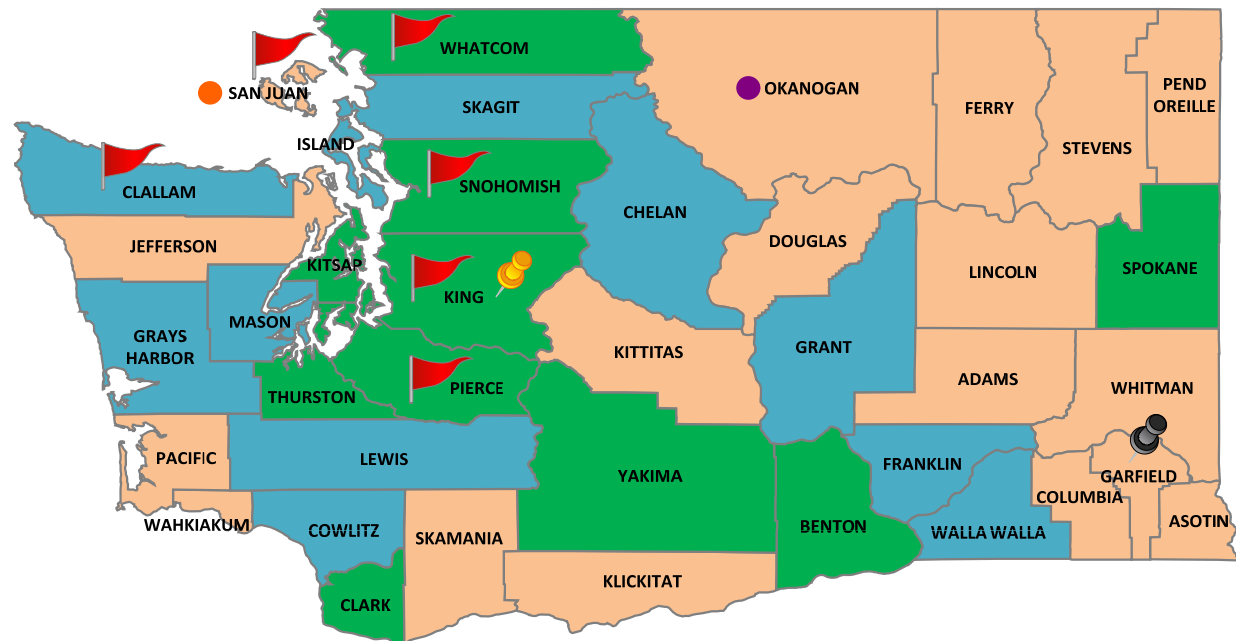 WHATCOM
SAN JUAN
OKANOGAN
PEND
OREILLE
SKAGIT
FERRY
ISLAND
STEVENS
CLALLAM
SNOHOMISH
CHELAN
JEFFERSON
DOUGLAS
KITSAP
LINCOLN
SPOKANE
KING
MASON
GRAYS
HARBOR
KITTITAS
GRANT
ADAMS
WHITMAN
PIERCE
THURSTON
PACIFIC
LEWIS
FRANKLIN
YAKIMA
GARFIELD
COLUMBIA
WAHKIAKUM
COWLITZ
SKAMANIA
BENTON
WALLA WALLA
ASOTIN
KLICKITAT
CLARK